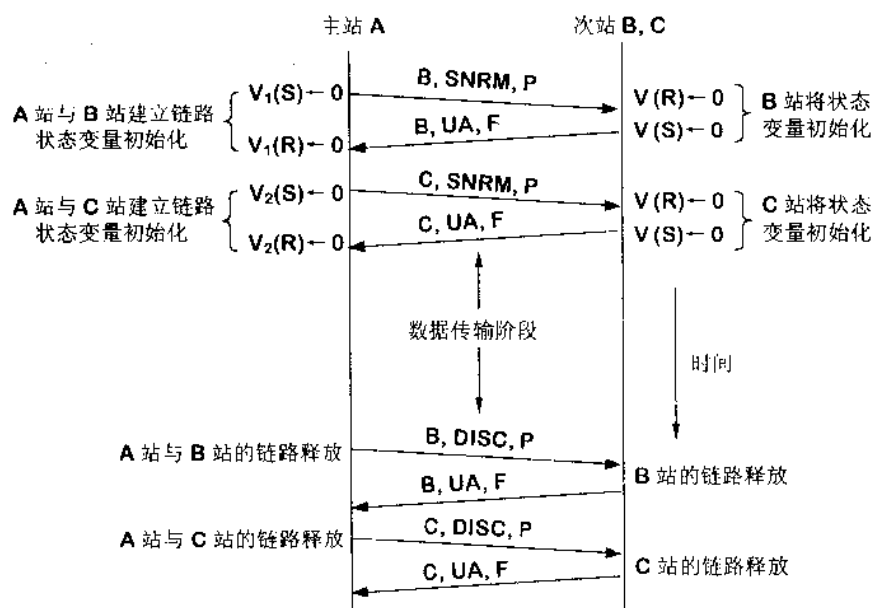 主站 A
次站 B, C
A 站与 B 站建立链路
状态变量初始化
V₁(S)←0
V₁(R)←0
B, SNRM, P
B, UA, F
V(R)←0
V(S)←0
B 站将状态
变量初始化
A 站与 C 站建立链路
状态变量初始化
V₂(S)←0
V₂(R)←0
C, SNRM, P
C, UA, F
V(R)←0
V(S)←0
C 站将状态
变量初始化
数据传输阶段
时间
A 站与 B 站的链路释放
B, DISC, P
B, UA, F
B 站的链路释放
A 站与 C 站的链路释放
C, DISC, P
C, UA, F
C 站的链路释放